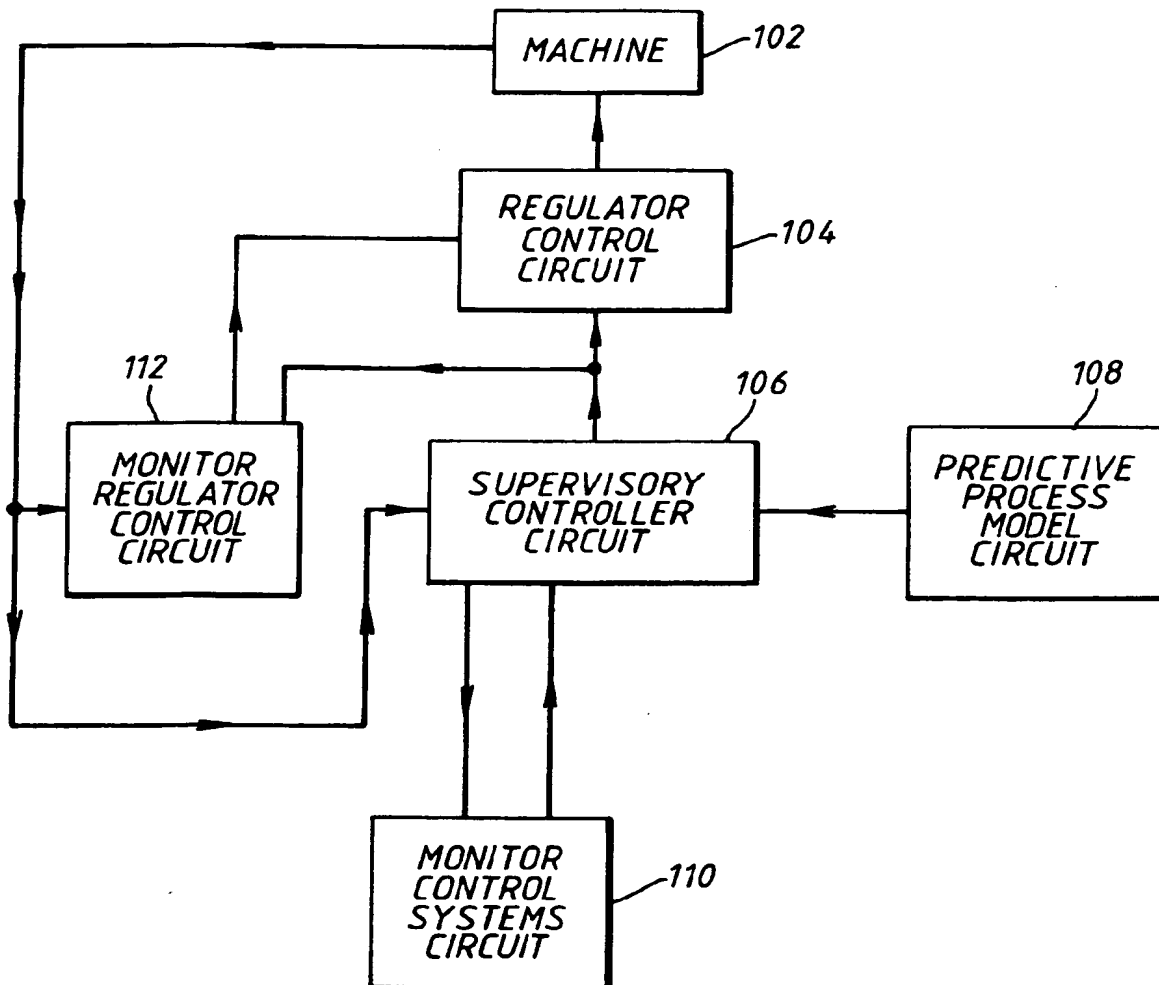 MACHINE
102
REGULATOR
CONTROL
CIRCUIT
104
112
MONITOR
REGULATOR
CONTROL
CIRCUIT
106
SUPERVISORY
CONTROLLER
CIRCUIT
108
PREDICTIVE
PROCESS
MODEL
CIRCUIT
MONITOR
CONTROL
SYSTEMS
CIRCUIT
110